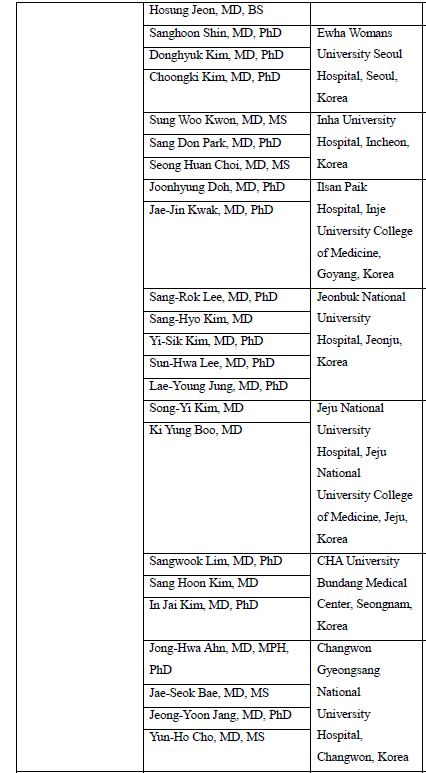 Hosung Jeon, MD, BS
Sanghoon Shin, MD, PhD
Donghyuk Kim, MD, PhD
Choongki Kim, MD, PhD
Ewha Womans
University Seoul
Hospital, Seoul,
Korea
Sung Woo Kwon, MD, MS
Sang Don Park, MD, PhD
Seong Huan Choi, MD, MS
Inha University
Hospital, Incheon,
Korea
Joonhyung Doh, MD, PhD
Jae-Jin Kwak, MD, PhD
Ilsan Paik
Hospital, Inje
University College
of Medicine,
Goyang, Korea
Sang-Rok Lee, MD, PhD
Sang-Hyo Kim, MD
Yi-Sik Kim, MD, PhD
Sun-Hwa Lee, MD, PhD
Lae-Young Jung, MD, PhD
Jeonbuk National
University
Hospital, Jeonju,
Korea
Song-Yi Kim, MD
Ki Yung Boo, MD
Jeju National
University
Hospital, Jeju
National
University College
of Medicine, Jeju,
Korea
Sangwook Lim, MD, PhD
Sang Hoon Kim, MD
In Jai Kim, MD, PhD
CHA University
Bundang Medical
Center, Seongnam,
Korea
Jong-Hwa Ahn, MD, MPH,
PhD
Jae-Seok Bae, MD, MS
Jeong-Yoon Jang, MD, PhD
Yun-Ho Cho, MD, MS
Changwon
Gyeongsang
National
University
Hospital,
Changwon, Korea